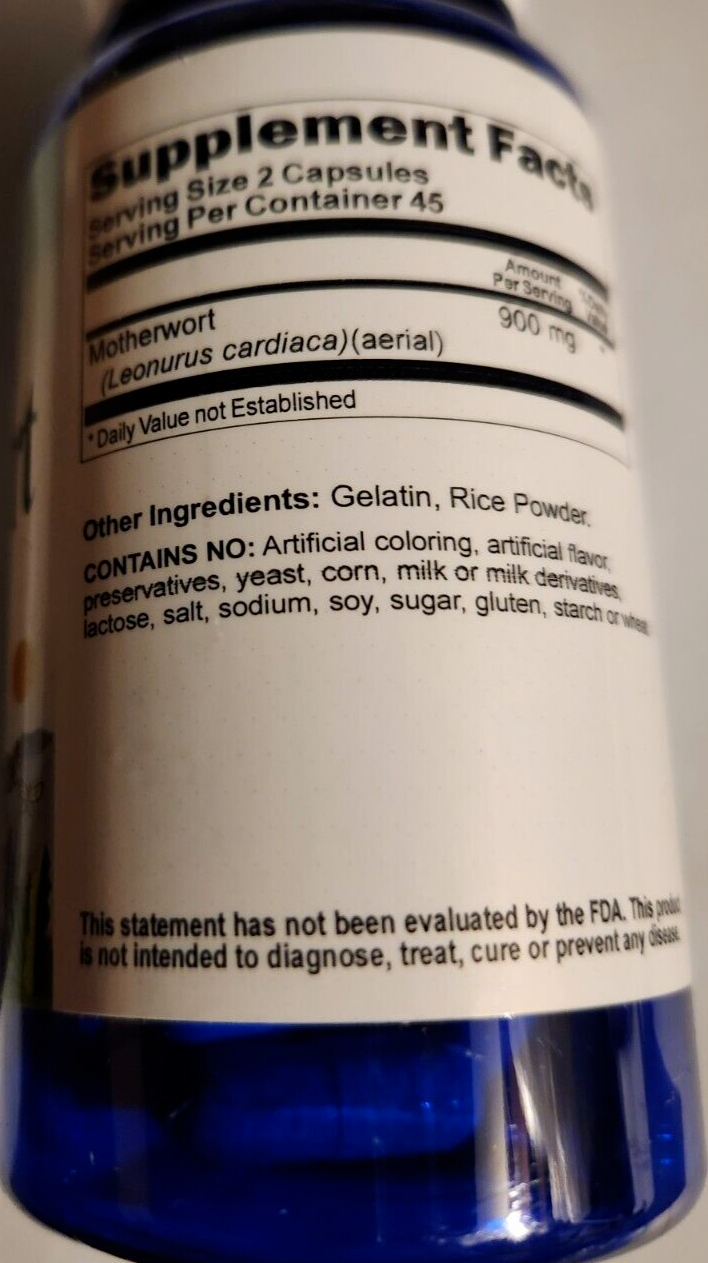 Supplement Facts
Serving Size 2 Capsules
Serving Per Container 45
Amount
Per Serving
Motherwort 900 mg *
(Leonurus cardiaca)(aerial)
* Daily Value not Established
Other Ingredients: Gelatin, Rice Powder.
CONTAINS NO: Artificial coloring, artificial flavor,
preservatives, yeast, corn, milk or milk derivatives,
lactose, salt, sodium, soy, sugar, gluten, starch or wheat
This statement has not been evaluated by the FDA. This product
is not intended to diagnose, treat, cure or prevent any disease.